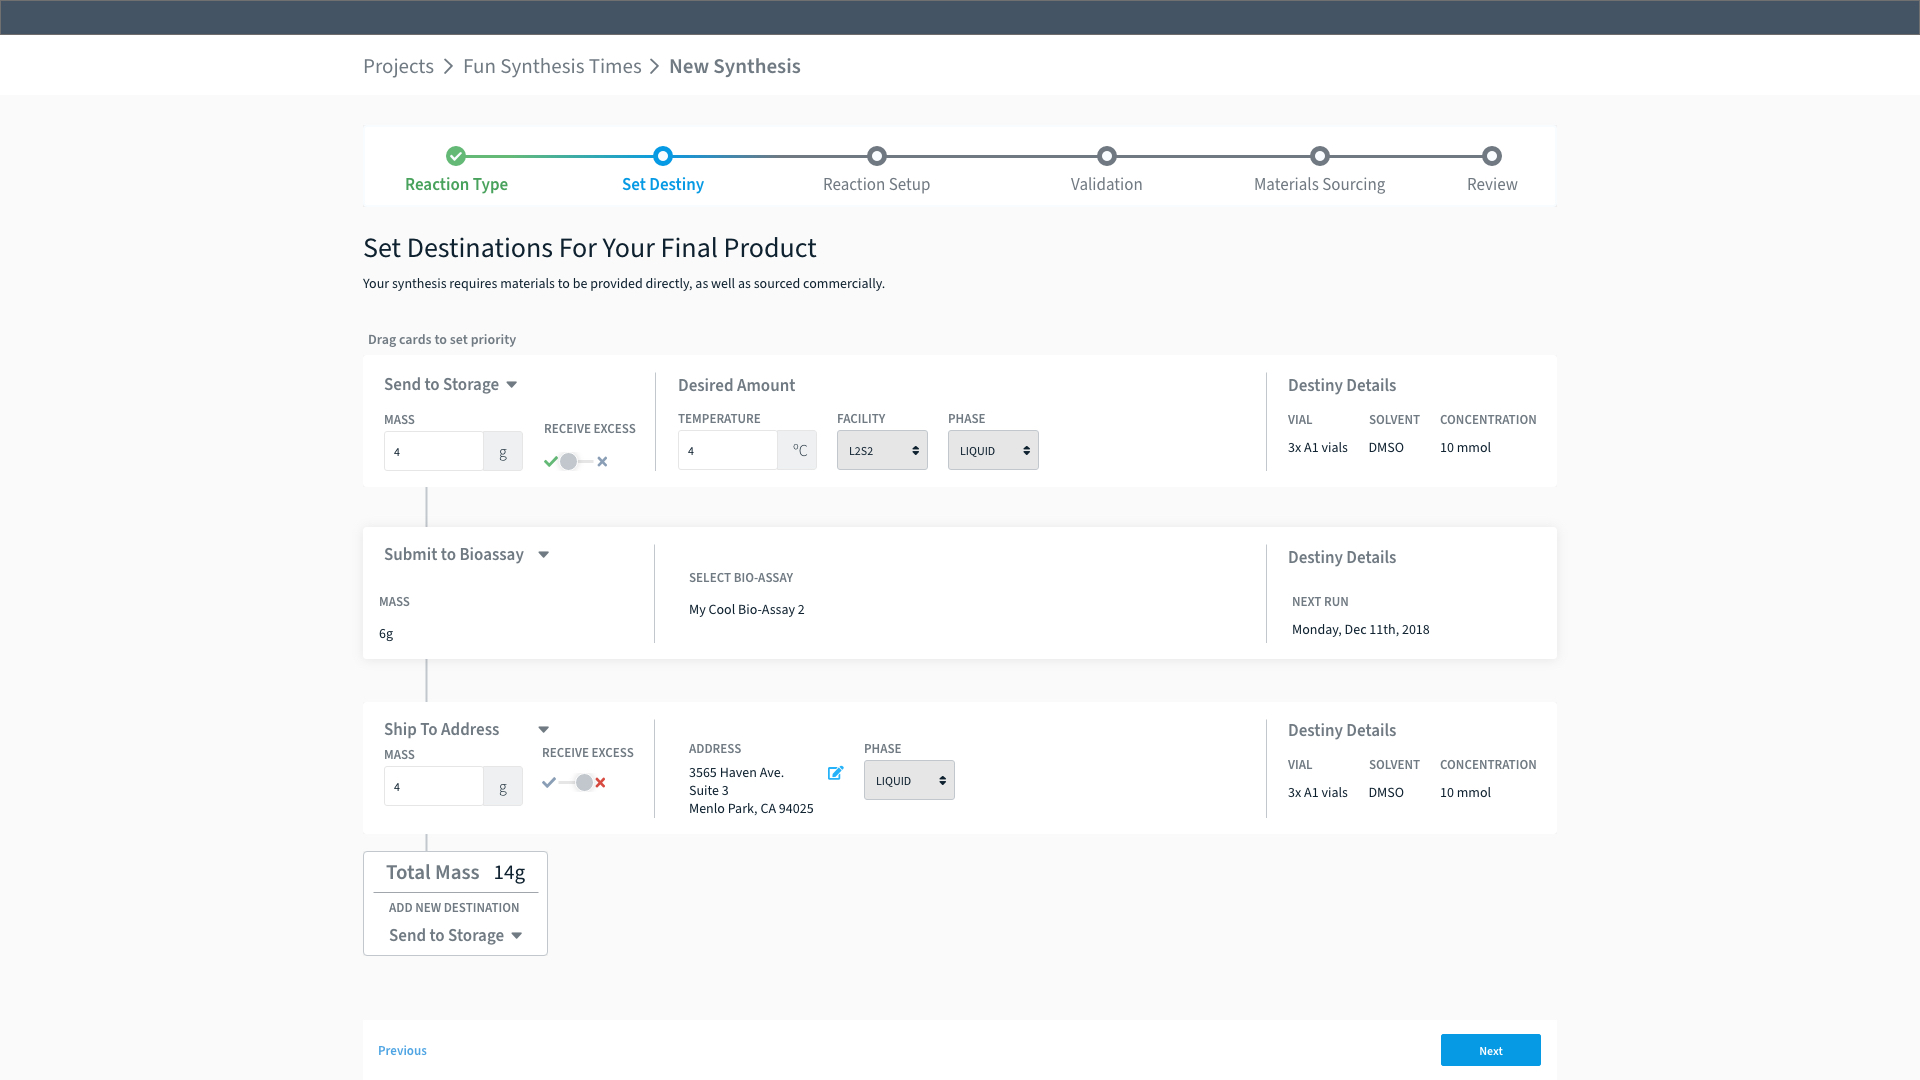 Projects > Fun Synthesis Times > New Synthesis
Reaction Type
Set Destiny
Reaction Setup
Validation
Materials Sourcing
Review
Set Destinations For Your Final Product
Your synthesis requires materials to be provided directly, as well as sourced commercially.
Drag cards to set priority
Send to Storage
MASS
4 g
RECEIVE EXCESS
Desired Amount
TEMPERATURE
4 °C
FACILITY
L2S2
PHASE
LIQUID
Destiny Details
VIAL SOLVENT CONCENTRATION
3x A1 vials DMSO 10 mmol
Submit to Bioassay
MASS
6g
SELECT BIO-ASSAY
My Cool Bio-Assay 2
Destiny Details
NEXT RUN
Monday, Dec 11th, 2018
Ship To Address
MASS
4 g
RECEIVE EXCESS
ADDRESS
3565 Haven Ave.
Suite 3
Menlo Park, CA 94025
PHASE
LIQUID
Destiny Details
VIAL SOLVENT CONCENTRATION
3x A1 vials DMSO 10 mmol
Total Mass 14g
ADD NEW DESTINATION
Send to Storage
Previous
Next